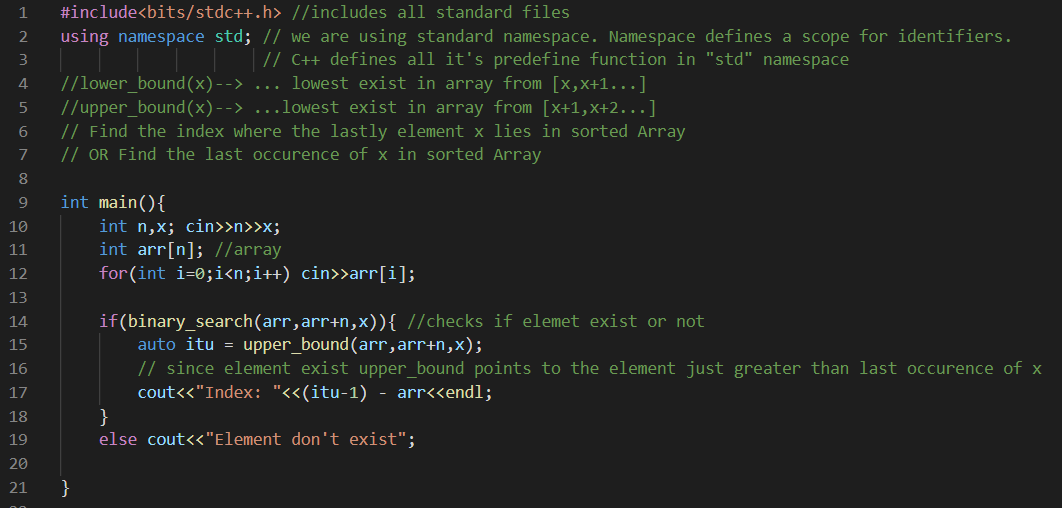 1 #include<bits/stdc++.h> //includes all standard files
2 using namespace std; // we are using standard namespace. Namespace defines a scope for identifiers.
3 // C++ defines all it's predefine function in "std" namespace
4 //lower_bound(x)--> ... lowest exist in array from [x,x+1...]
5 //upper_bound(x)--> ...lowest exist in array from [x+1,x+2...]
6 // Find the index where the lastly element x lies in sorted Array
7 // OR Find the last occurence of x in sorted Array
8
9 int main(){
10 int n,x; cin>>n>>x;
11 int arr[n]; //array
12 for(int i=0;i<n;i++) cin>>arr[i];
13
14 if(binary_search(arr,arr+n,x)){ //checks if elemet exist or not
15 auto itu = upper_bound(arr,arr+n,x);
16 // since element exist upper_bound points to the element just greater than last occurence of x
17 cout<<"Index: "<<(itu-1) - arr<<endl;
18 }
19 else cout<<"Element don't exist";
20
21 }